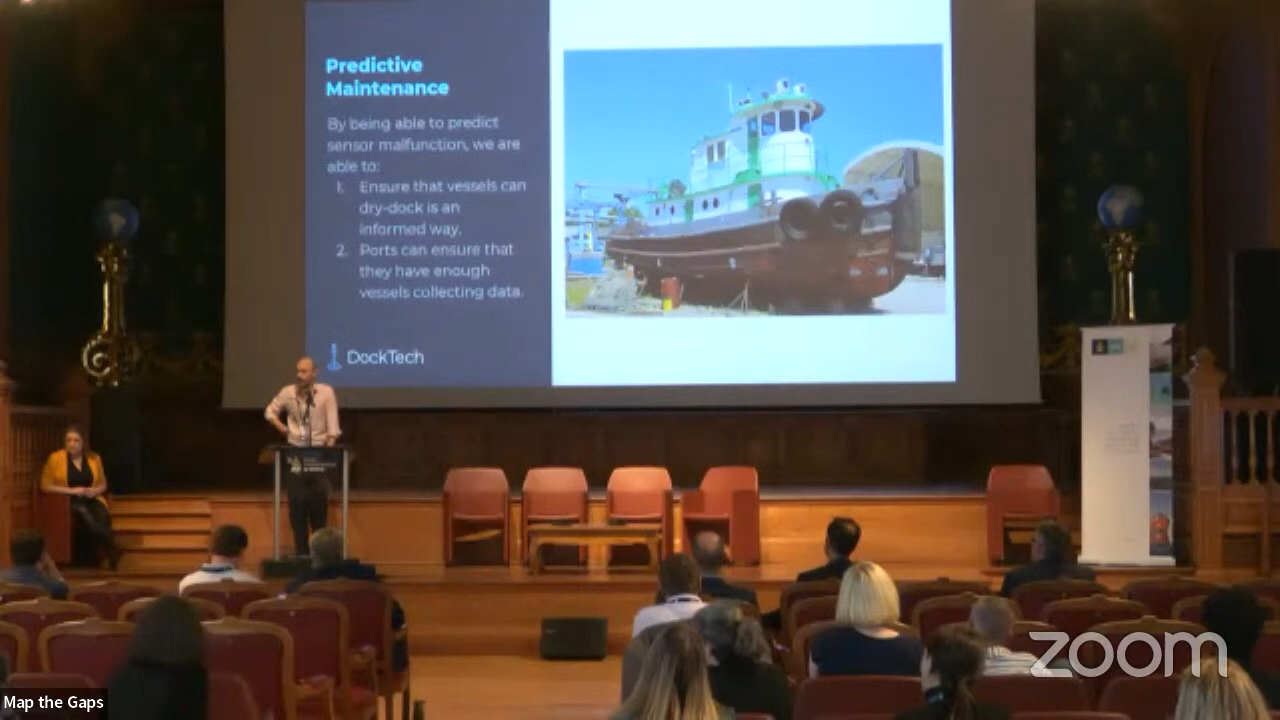 Predictive
Maintenance
By being able to predict
sensor malfunction, we are
able to:
1. Ensure that vessels can
dry-dock is an
informed way.
2. Ports can ensure that
they have enough
vessels collecting data.
DockTech
zoom
Map the Gaps